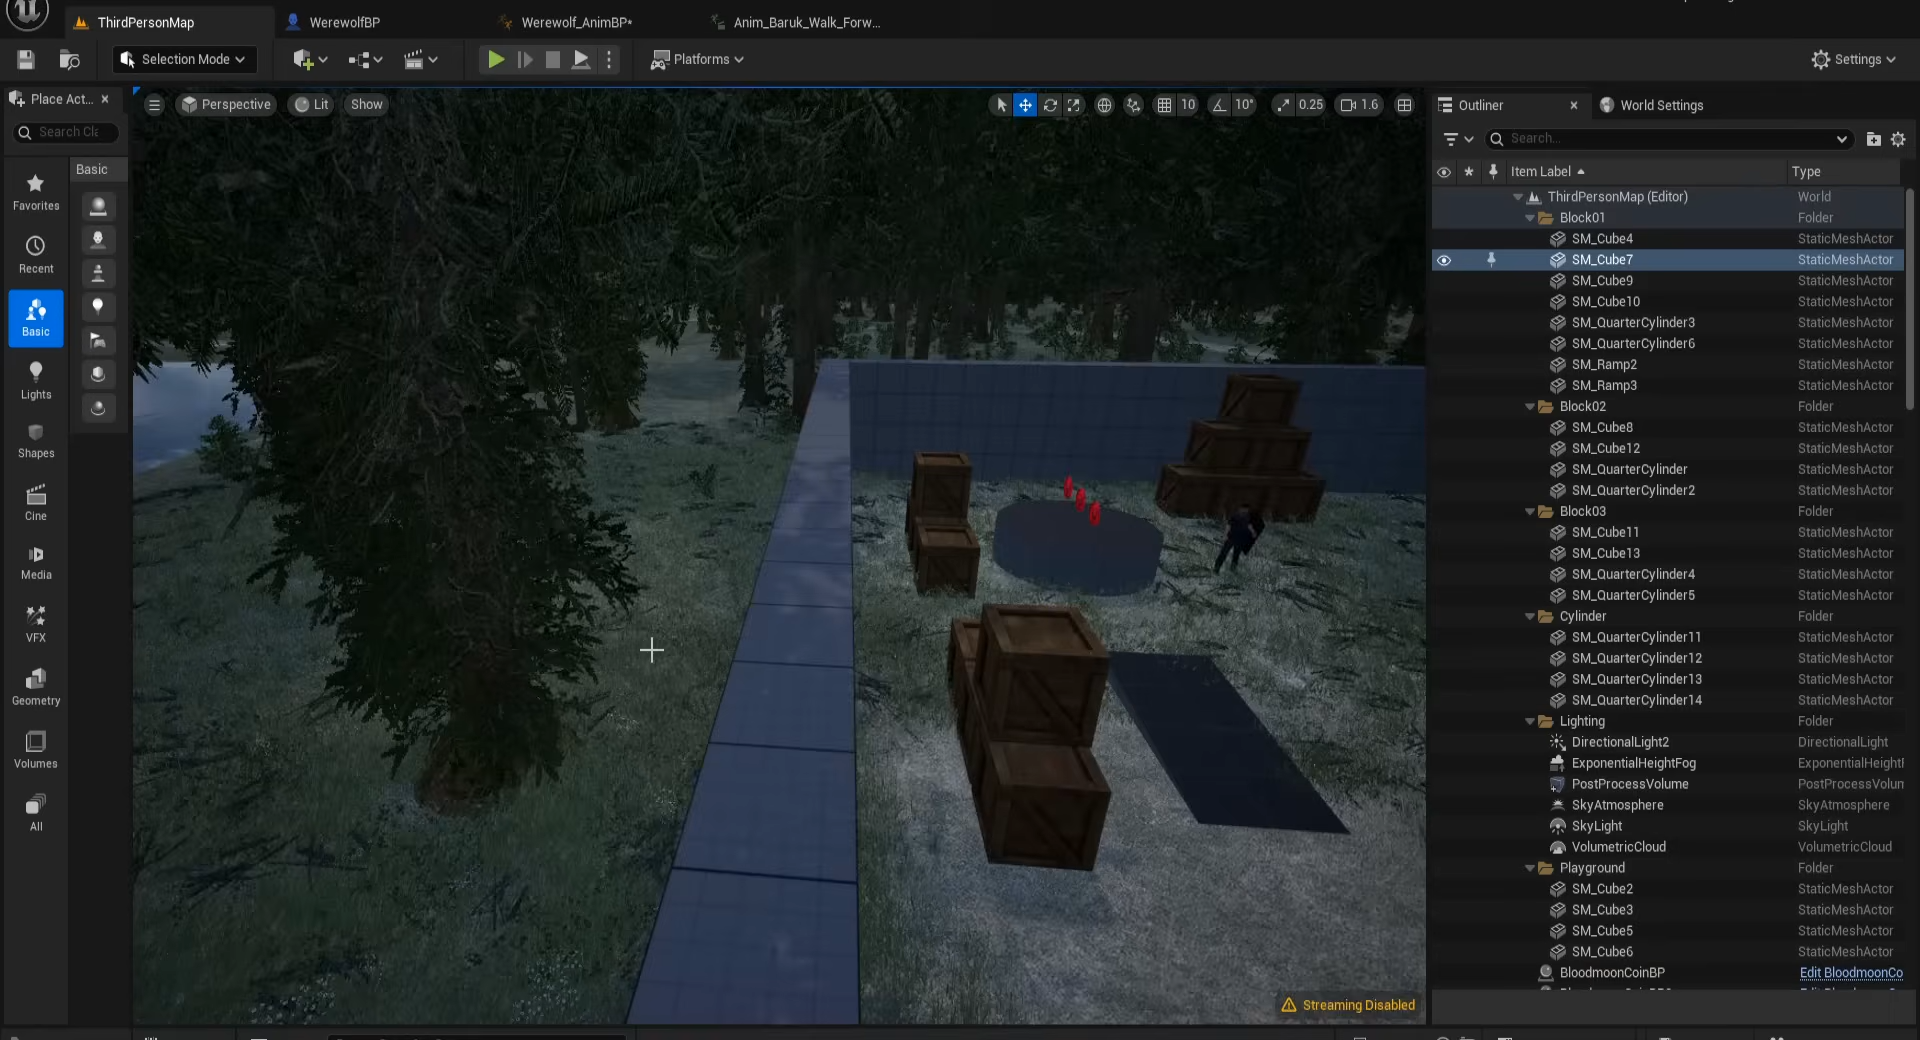 ThirdPersonMap
WerewolfBP
Werewolf_AnimBP*
Anim_Baruk_Walk_Forw...
Selection Mode
Platforms
Settings
Place Act...
Search Cl
Basic
Favorites
Recent
Basic
Lights
Shapes
Cine
Media
VFX
Geometry
Volumes
All
Perspective
Lit
Show
10
10°
0.25
1.6
Streaming Disabled
Outliner
World Settings
Search...
Item Label
Type
ThirdPersonMap (Editor) World
Block01 Folder
SM_Cube4 StaticMeshActor
SM_Cube7 StaticMeshActor
SM_Cube9 StaticMeshActor
SM_Cube10 StaticMeshActor
SM_QuarterCylinder3 StaticMeshActor
SM_QuarterCylinder6 StaticMeshActor
SM_Ramp2 StaticMeshActor
SM_Ramp3 StaticMeshActor
Block02 Folder
SM_Cube8 StaticMeshActor
SM_Cube12 StaticMeshActor
SM_QuarterCylinder StaticMeshActor
SM_QuarterCylinder2 StaticMeshActor
Block03 Folder
SM_Cube11 StaticMeshActor
SM_Cube13 StaticMeshActor
SM_QuarterCylinder4 StaticMeshActor
SM_QuarterCylinder5 StaticMeshActor
Cylinder Folder
SM_QuarterCylinder11 StaticMeshActor
SM_QuarterCylinder12 StaticMeshActor
SM_QuarterCylinder13 StaticMeshActor
SM_QuarterCylinder14 StaticMeshActor
Lighting Folder
DirectionalLight2 DirectionalLight
ExponentialHeightFog ExponentialHeightF
PostProcessVolume PostProcessVolun
SkyAtmosphere SkyAtmosphere
SkyLight SkyLight
VolumetricCloud VolumetricCloud
Playground Folder
SM_Cube2 StaticMeshActor
SM_Cube3 StaticMeshActor
SM_Cube5 StaticMeshActor
SM_Cube6 StaticMeshActor
BloodmoonCoinBP Edit BloodmoonCo